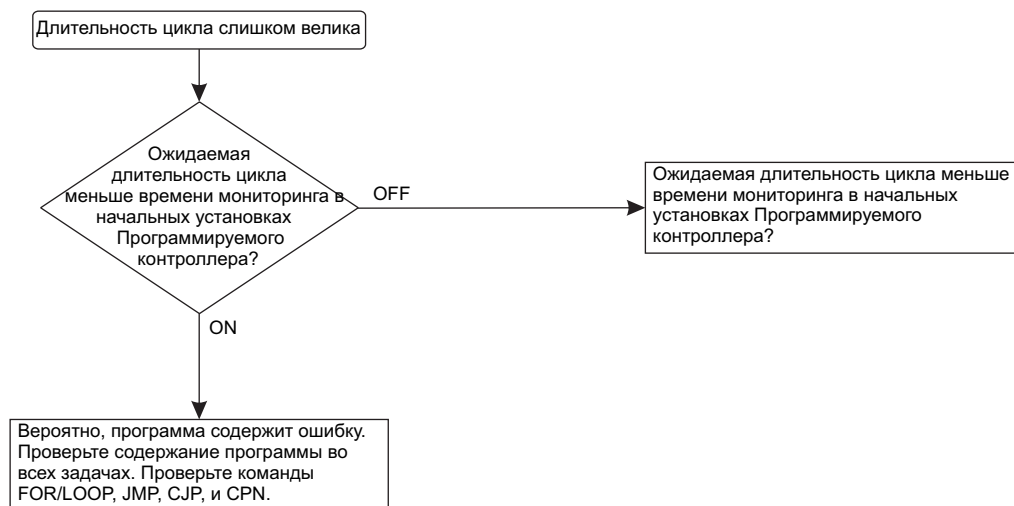 Длительность цикла слишком велика
Ожидаемая
длительность цикла
меньше времени мониторинга в
начальных установках
Программируемого
контроллера?
OFF
Ожидаемая длительность цикла меньше
времени мониторинга в начальных
установках Программируемого
контроллера?
ON
Вероятно, программа содержит ошибку.
Проверьте содержание программы во
всех задачах. Проверьте команды
FOR/LOOP, JMP, CJP, и CPN.